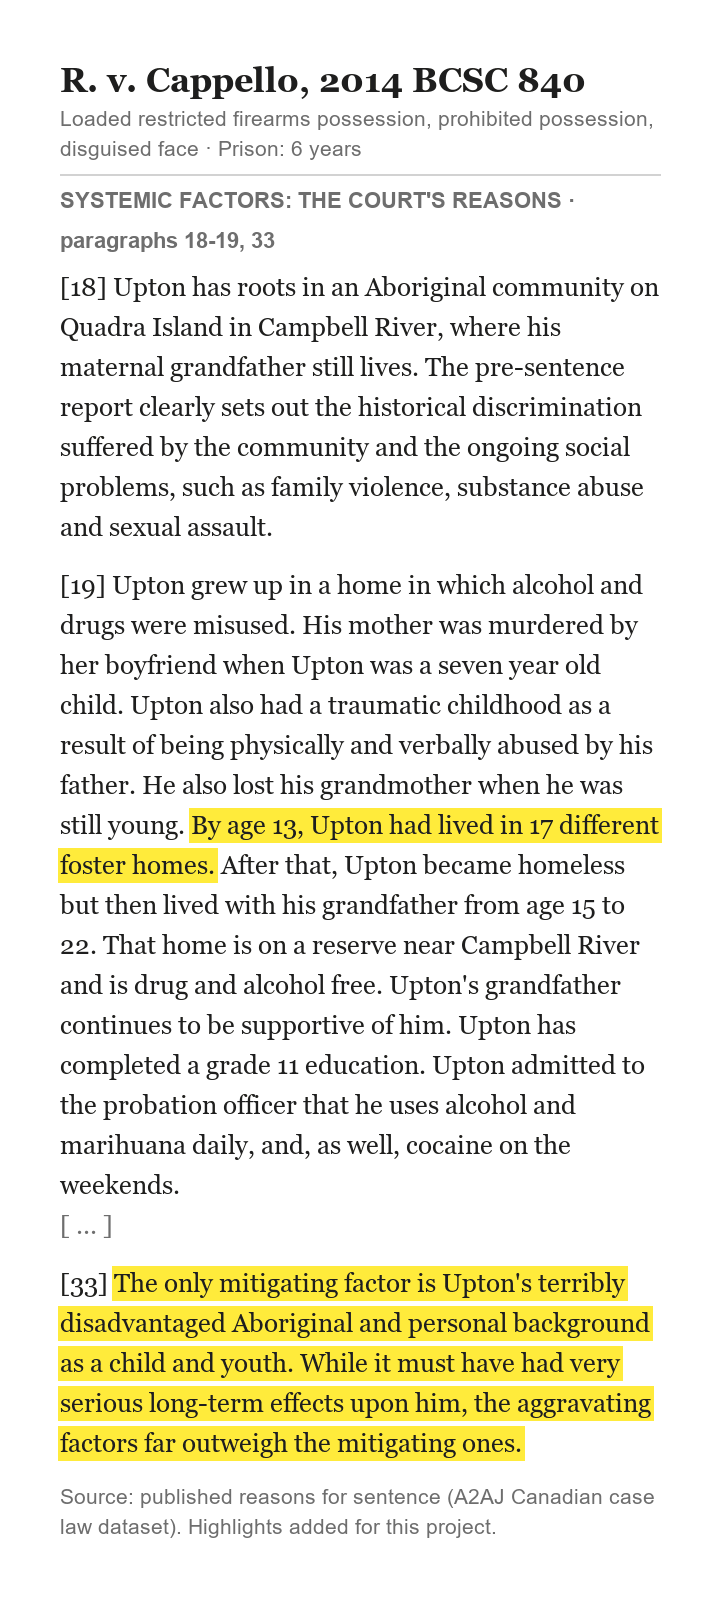 R. v. Cappello, 2014 BCSC 840
Loaded restricted firearms possession, prohibited possession,
disguised face · Prison: 6 years
SYSTEMIC FACTORS: THE COURT'S REASONS ·
paragraphs 18-19, 33
[18] Upton has roots in an Aboriginal community on
Quadra Island in Campbell River, where his
maternal grandfather still lives. The pre-sentence
report clearly sets out the historical discrimination
suffered by the community and the ongoing social
problems, such as family violence, substance abuse
and sexual assault.
[19] Upton grew up in a home in which alcohol and
drugs were misused. His mother was murdered by
her boyfriend when Upton was a seven year old
child. Upton also had a traumatic childhood as a
result of being physically and verbally abused by his
father. He also lost his grandmother when he was
still young. By age 13, Upton had lived in 17 different
foster homes. After that, Upton became homeless
but then lived with his grandfather from age 15 to
22. That home is on a reserve near Campbell River
and is drug and alcohol free. Upton's grandfather
continues to be supportive of him. Upton has
completed a grade 11 education. Upton admitted to
the probation officer that he uses alcohol and
marihuana daily, and, as well, cocaine on the
weekends.
[ ... ]
[33] The only mitigating factor is Upton's terribly
disadvantaged Aboriginal and personal background
as a child and youth. While it must have had very
serious long-term effects upon him, the aggravating
factors far outweigh the mitigating ones.
Source: published reasons for sentence (A2AJ Canadian case
law dataset). Highlights added for this project.